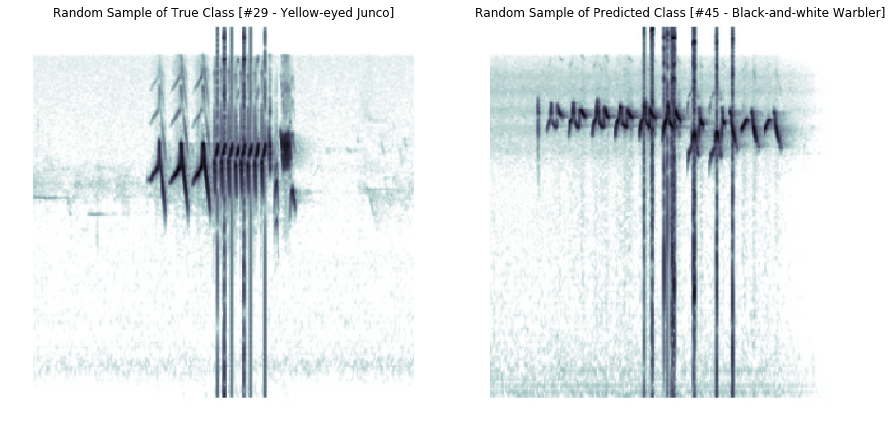 Random Sample of True Class [#29 - Yellow-eyed Junco]
Random Sample of Predicted Class [#45 - Black-and-white Warbler]